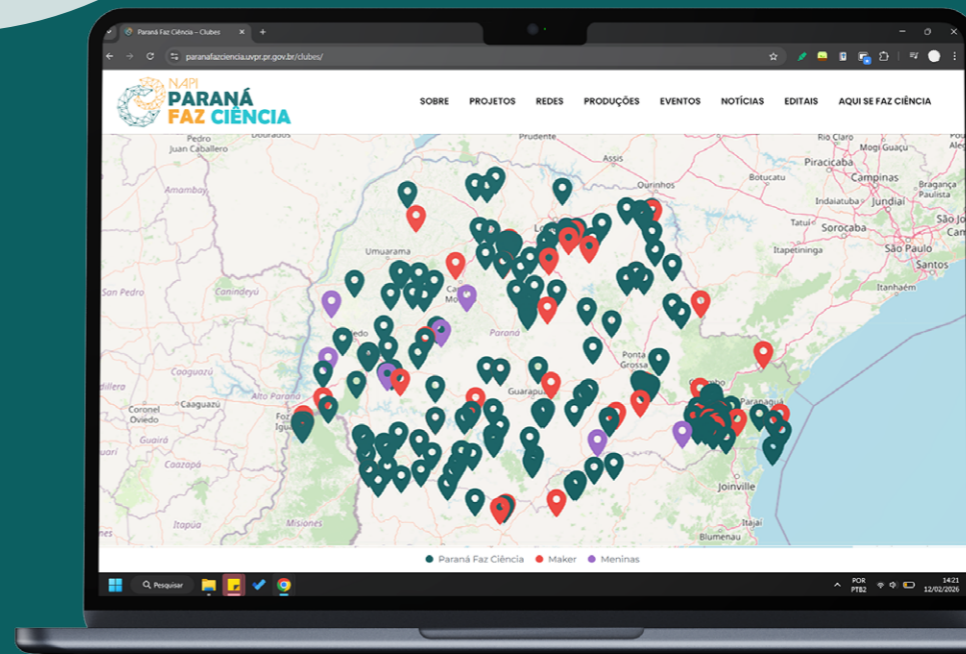 Paraná Faz Ciência – Clubes
paranafazciencia.uvpr.pr.gov.br/clubes/
NAPI
PARANÁ
FAZ CIÊNCIA
SOBRE PROJETOS REDES PRODUÇÕES EVENTOS NOTÍCIAS EDITAIS AQUI SE FAZ CIÊNCIA
Pedro
Juan Caballero
Dourados
Prudente
Assis
Ourinhos
Botucatu
Rio Claro
Mogi Guaçu
Piracicaba
Campinas
Bragança
Paulista
Indaiatuba
Jundiaí
Tatuí
Sorocaba
Itapetininga
São Paulo
Santos
Itanhaém
Amambay
Umuarama
San Pedro
Canindeyú
Paraná
Ponta
Grossa
Caaguazú
Alto Paraná
Coronel
Oviedo
Caaguazú
Guairá
Caazapá
Paranaguá
Joinville
Itapúa
Misiones
Itajaí
Blumenau
Paraná Faz Ciência Maker Meninas
Pesquisar
POR
PTB2
14:21
12/02/2026